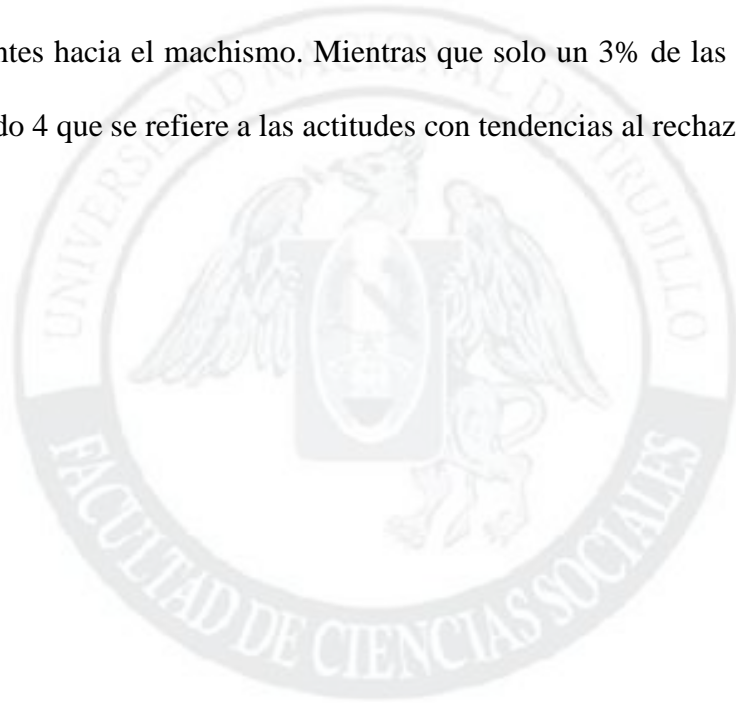 ntes hacia el machismo. Mientras que solo un 3% de las
do 4 que se refiere a las actitudes con tendencias al rechaz
UNIVERSIDAD NACIONAL DE TRUJILLO
FACULTAD DE CIENCIAS SOCIALES